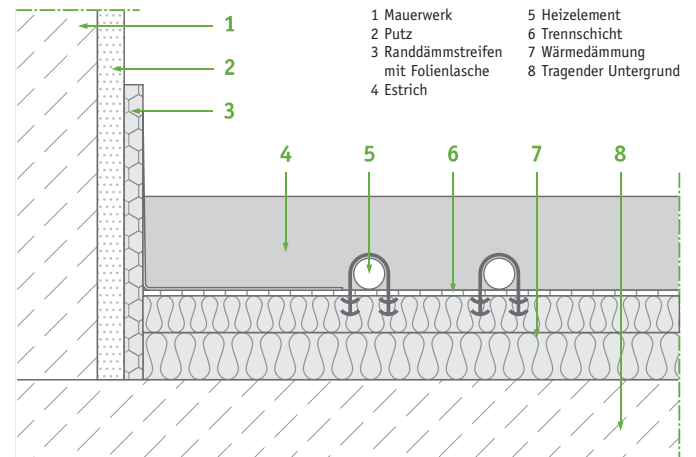 1 Mauerwerk
2 Putz
3 Randdämmstreifen
mit Folienlasche
4 Estrich
5 Heizelement
6 Trennschicht
7 Wärmedämmung
8 Tragender Untergrund
1
2
3
4 5 6 7 8